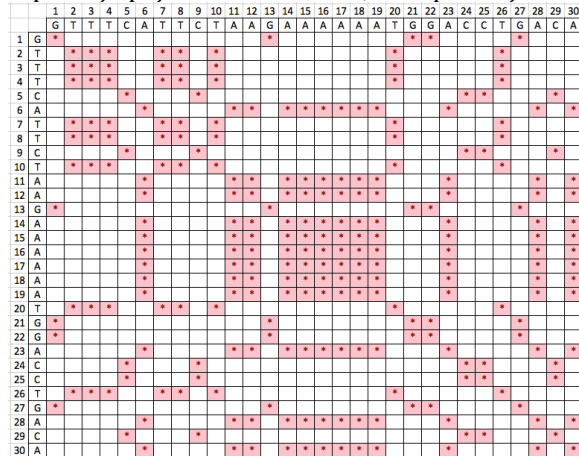 1 2 3 4 5 6 7 8 9 10 11 12 13 14 15 16 17 18 19 20 21 22 23 24 25 26 27 28 29 30
G T T T C A T T C T A A G A A A A A A T G G A C C T G A C A
1 G * * * * *
2 T * * * * * * * *
3 T * * * * * * * *
4 T * * * * * * * *
5 C * * * * *
6 A * * * * * * * * * * * *
7 T * * * * * * * *
8 T * * * * * * * *
9 C * * * * *
10 T * * * * * * * *
11 A * * * * * * * * * * * *
12 A * * * * * * * * * * * *
13 G * * * * *
14 A * * * * * * * * * * * *
15 A * * * * * * * * * * * *
16 A * * * * * * * * * * * *
17 A * * * * * * * * * * * *
18 A * * * * * * * * * * * *
19 A * * * * * * * * * * * *
20 T * * * * * * * *
21 G * * * * *
22 G * * * * *
23 A * * * * * * * * * * * *
24 C * * * * *
25 C * * * * *
26 T * * * * * * * *
27 G * * * * *
28 A * * * * * * * * * * * *
29 C * * * * *
30 A * * * * * * * * * * * *